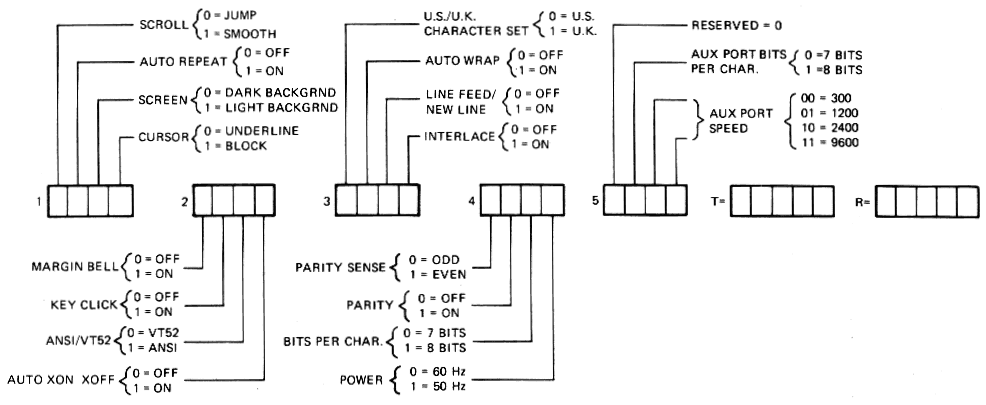 SCROLL 0 = JUMP
1 = SMOOTH
AUTO REPEAT 0 = OFF
1 = ON
SCREEN 0 = DARK BACKGRND
1 = LIGHT BACKGRND
CURSOR 0 = UNDERLINE
1 = BLOCK
U.S./U.K.
CHARACTER SET 0 = U.S.
1 = U.K.
AUTO WRAP 0 = OFF
1 = ON
LINE FEED/
NEW LINE 0 = OFF
1 = ON
INTERLACE 0 = OFF
1 = ON
RESERVED = 0
AUX PORT BITS
PER CHAR. 0 =7 BITS
1 =8 BITS
AUX PORT
SPEED
00 = 300
01 = 1200
10 = 2400
11 = 9600
1 2 3 4 5 T= R=
MARGIN BELL 0 = OFF
1 = ON
KEY CLICK 0 = OFF
1 = ON
ANSI/VT52 0 = VT52
1 = ANSI
AUTO XON XOFF 0 = OFF
1 = ON
PARITY SENSE 0 = ODD
1 = EVEN
PARITY 0 = OFF
1 = ON
BITS PER CHAR. 0 = 7 BITS
1 = 8 BITS
POWER 0 = 60 Hz
1 = 50 Hz